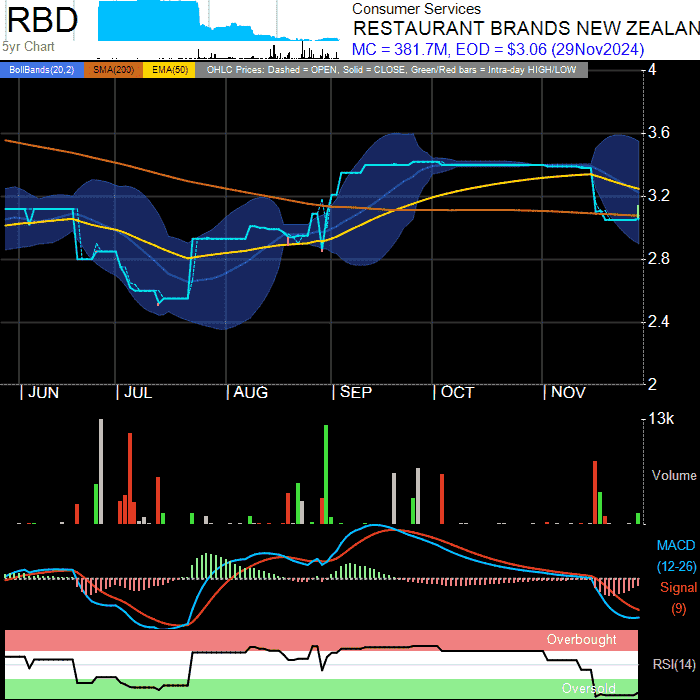 RBD
5yr Chart
Consumer Services
RESTAURANT BRANDS NEW ZEALAN
MC = 381.7M, EOD = $3.06 (29Nov2024)
BollBands(20,2) SMA(200) EMA(50) OHLC Prices: Dashed = OPEN, Solid = CLOSE, Green/Red bars = Intra-day HIGH/LOW
4
3.6
3.2
2.8
2.4
2
| JUN | JUL | AUG | SEP | OCT | NOV
13k
Volume
MACD
(12-26)
Signal
(9)
Overbought
RSI(14)
Oversold